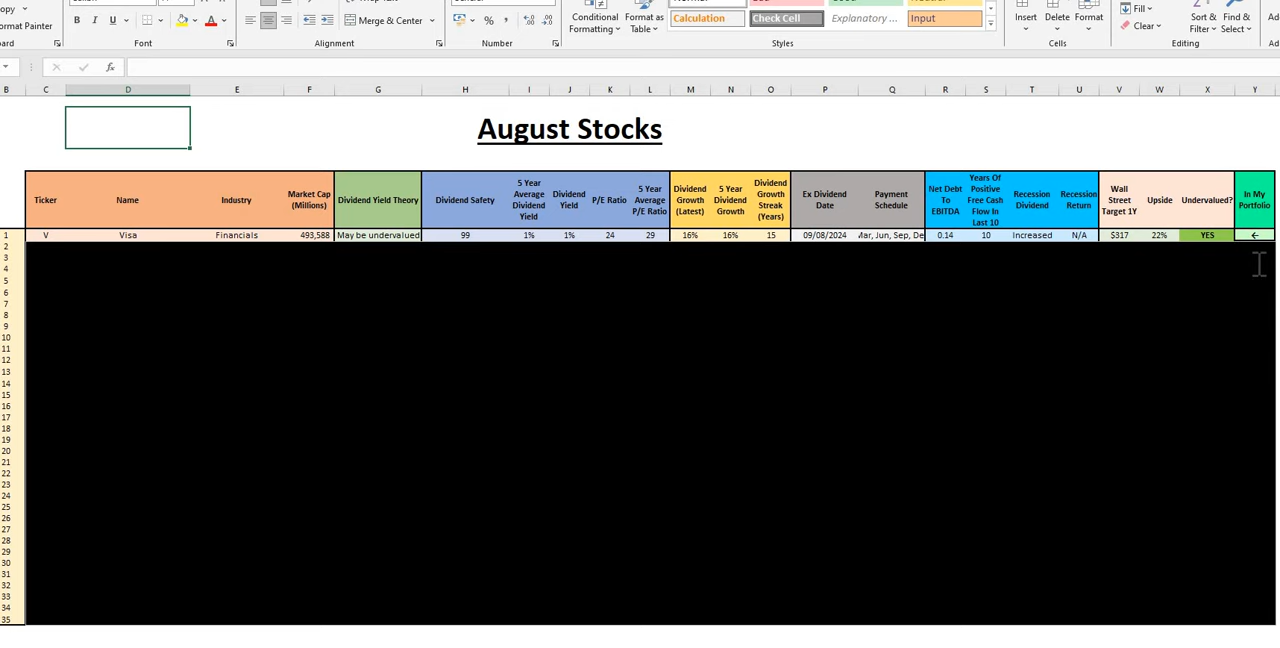 opy
ormat Painter
oard
B I U
Font
A
Merge & Center
Alignment
%
Number
Conditional
Formatting
Format as
Table
Calculation
Check Cell
Explanatory ...
Input
Styles
Insert
Delete
Format
Cells
Fill
Clear
Sort &
Filter
Find &
Select
Editing
Ad
fx
B C D E F G H I J K L M N O P Q R S T U V W X Y
August Stocks
Ticker
Name
Industry
Market Cap
(Millions)
Dividend Yield Theory
Dividend Safety
5 Year
Average
Dividend
Yield
Dividend
Yield
P/E Ratio
5 Year
Average
P/E Ratio
Dividend
Growth
(Latest)
5 Year
Dividend
Growth
Dividend
Growth
Streak
(Years)
Ex Dividend
Date
Payment
Schedule
Net Debt
To
EBITDA
Years Of
Positive
Free Cash
Flow In
Last 10
Recession
Dividend
Recession
Return
Wall
Street
Target 1Y
Upside
Undervalued?
In My
Portfolio
1 V Visa Financials 493,588 May be undervalued 99 1% 1% 24 29 16% 16% 15 09/08/2024 Mar, Jun, Sep, De 0.14 10 Increased N/A $317 22% YES ←
2
3
4
5
6
7
8
9
10
11
12
13
14
15
16
17
18
19
20
21
22
23
24
25
26
27
28
29
30
31
32
33
34
35